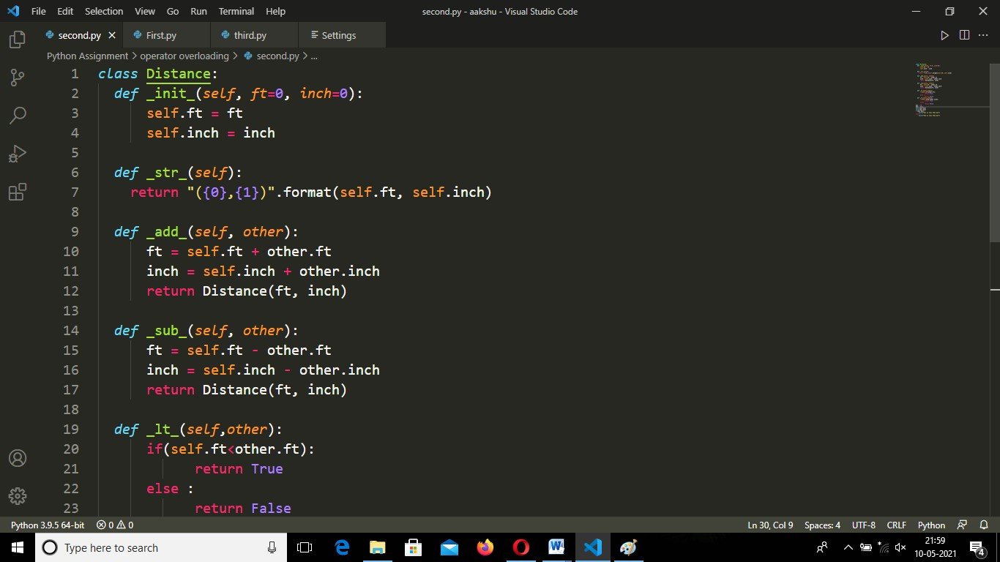 File Edit Selection View Go Run Terminal Help second.py - aakshu - Visual Studio Code
second.py First.py third.py Settings
Python Assignment > operator overloading > second.py > ...
1 class Distance:
2 def _init_(self, ft=0, inch=0):
3 self.ft = ft
4 self.inch = inch
5
6 def _str_(self):
7 return "({0},{1})".format(self.ft, self.inch)
8
9 def _add_(self, other):
10 ft = self.ft + other.ft
11 inch = self.inch + other.inch
12 return Distance(ft, inch)
13
14 def _sub_(self, other):
15 ft = self.ft - other.ft
16 inch = self.inch - other.inch
17 return Distance(ft, inch)
18
19 def _lt_(self,other):
20 if(self.ft<other.ft):
21 return True
22 else :
23 return False
Python 3.9.5 64-bit 0 0 Ln 30, Col 9 Spaces: 4 UTF-8 CRLF Python
Type here to search
21:59
10-05-2021
4